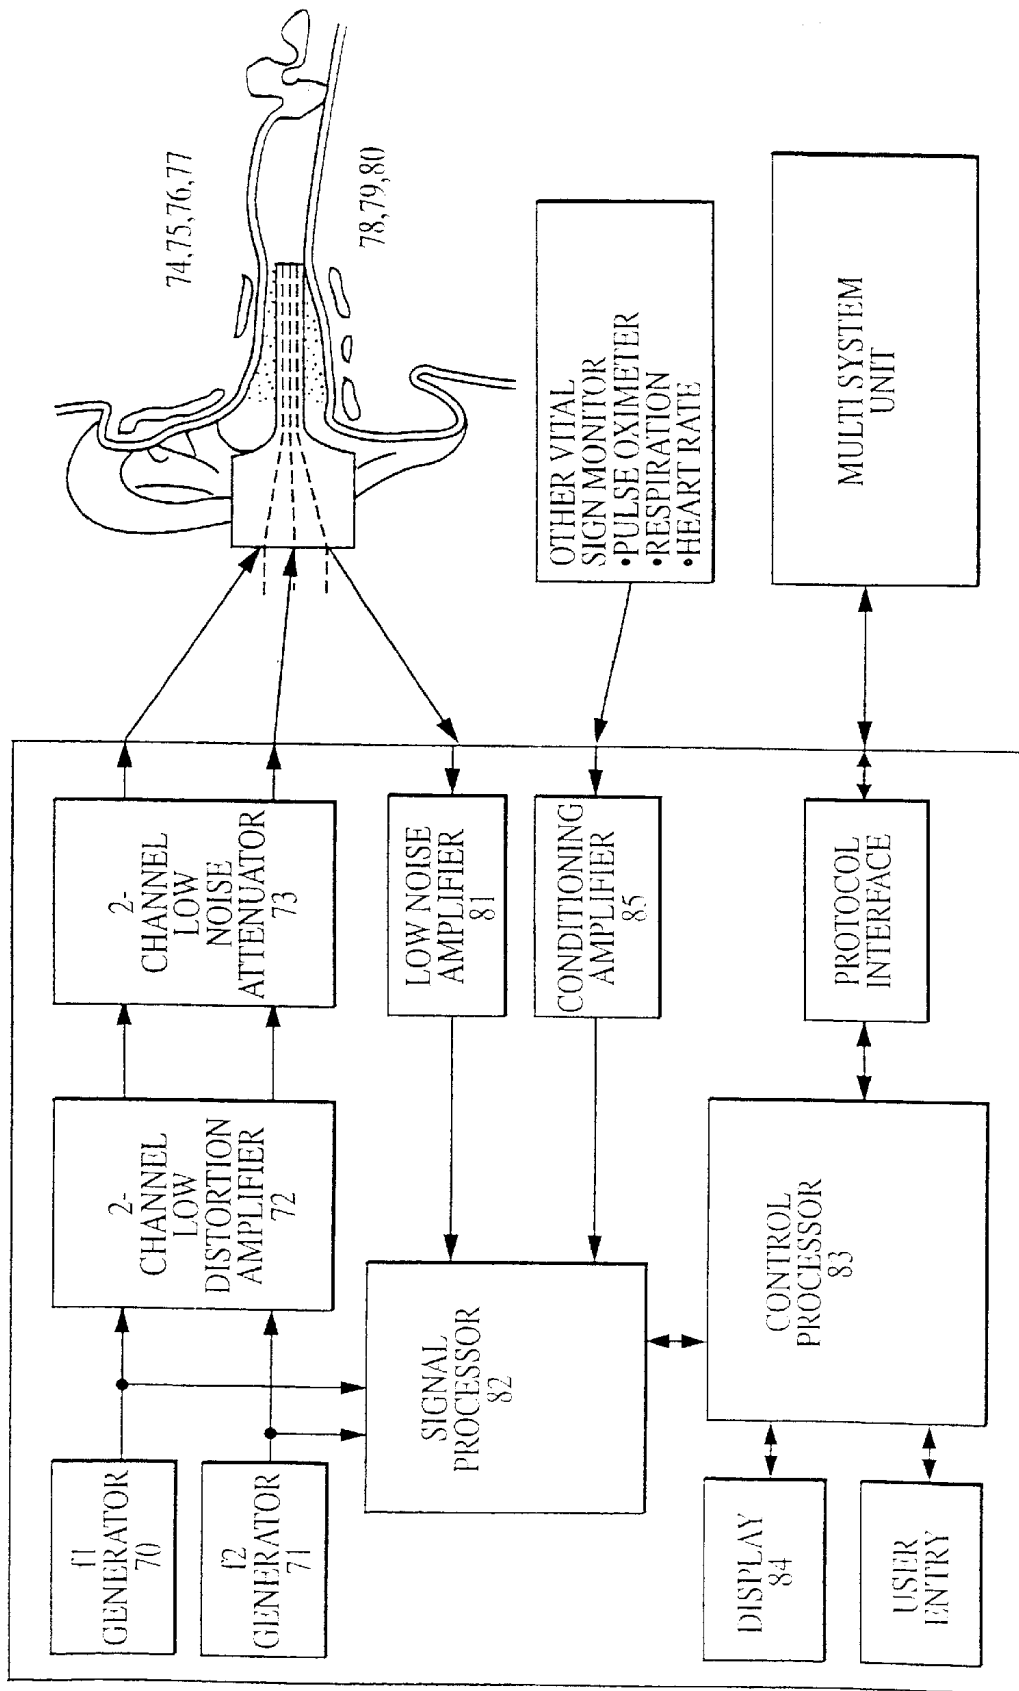 f1
GENERATOR
70
f2
GENERATOR
71
2-
CHANNEL
LOW
DISTORTION
AMPLIFIER
72
2-
CHANNEL
LOW
NOISE
ATTENUATOR
73
74,75,76,77
78,79,80
LOW NOISE
AMPLIFIER
81
CONDITIONING
AMPLIFIER
85
OTHER VITAL
SIGN MONITOR
• PULSE OXIMETER
• RESPIRATION
• HEART RATE
SIGNAL
PROCESSOR
82
CONTROL
PROCESSOR
83
PROTOCOL
INTERFACE
MULTI SYSTEM
UNIT
DISPLAY
84
USER
ENTRY